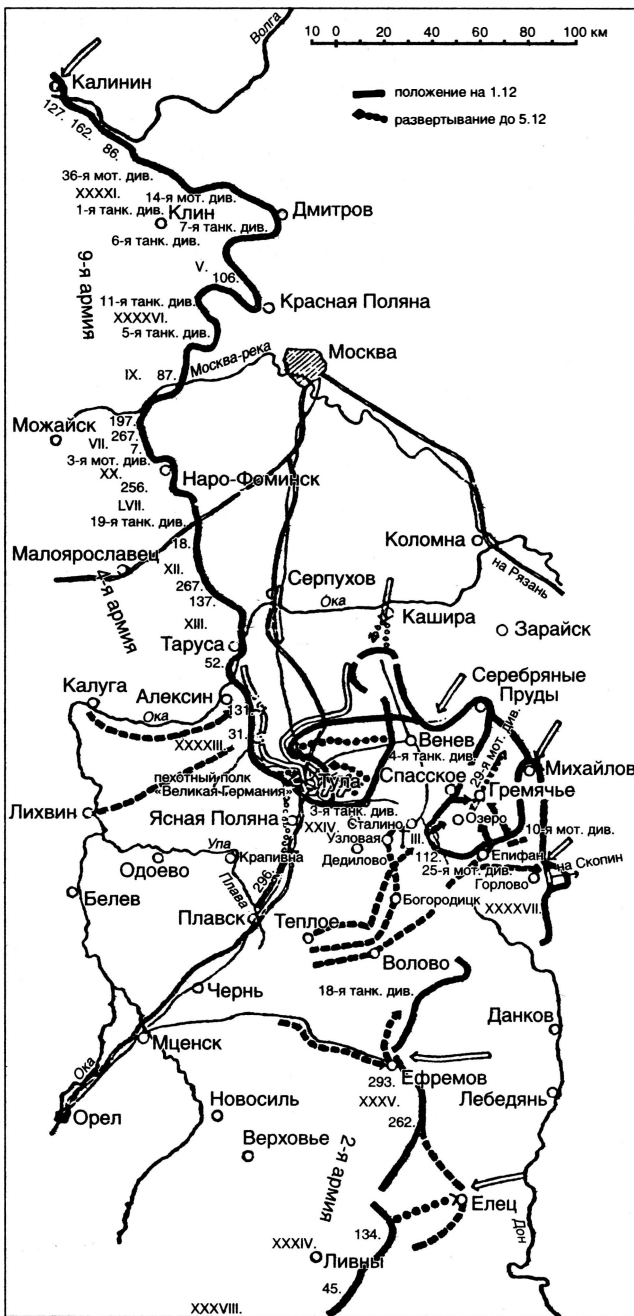 10 0 20 40 60 80 100 км
положение на 1.12
развертывание до 5.12
Волга
Калинин
127.
162.
86.
36-я мот. див.
XXXXI.
14-я мот. див.
1-я танк. див.
Клин
7-я танк. див.
Дмитров
6-я танк. див.
9-я армия
V.
106.
11-я танк. див.
Красная Поляна
XXXXVI.
5-я танк. див.
Москва
Москва-река
IX.
87.
Можайск
197.
267.
VII.
7.
3-я мот. див.
XX.
Наро-Фоминск
256.
LVII.
19-я танк. див.
18.
Коломна
на Рязань
Малоярославец
XII.
4-я армия
267.
137.
Серпухов
Ока
Кашира
XIII.
Зарайск
Таруса
52.
Серебряные
Пруды
Калуга
Алексин
Ока
131.
31.
XXXXIII.
Венев
4-я танк. див.
29-я мот. див.
Михайлов
пехотный полк
"Великая Германия»
Тула
Спасское
Гремячье
Лихвин
3-я танк. див.
Ясная Поляна
XXIV.
Сталино
Озеро
10-я мот. див.
Узловая
III.
Дедилово
112.
Епифан
на Скопин
25-я мот. див.
Горлово
Упа
Одоево
Крапивна
Плава
296.
Белев
Богородицк
XXXXVII.
Плавск
Теплое
Волово
18-я танк. див.
Чернь
Данков
Мценск
Ока
293.
Ефремов
Орел
Новосиль
XXXV.
Лебедянь
262.
Верховье
2-я армия
Елец
Дон
XXXIV.
134.
Ливны
45.
XXXVIII.